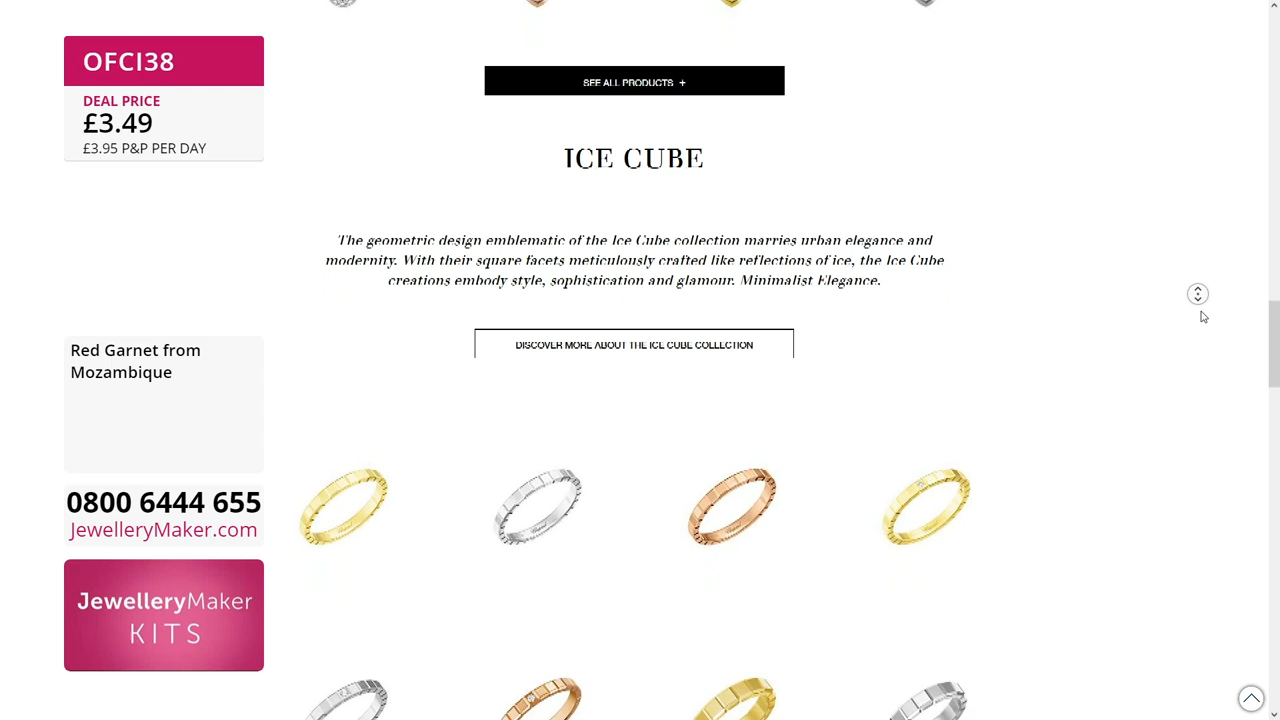 OFCI38
DEAL PRICE
£3.49
£3.95 P&P PER DAY
SEE ALL PRODUCTS +
ICE CUBE
The geometric design emblematic of the Ice Cube collection marries urban elegance and
modernity. With their square facets meticulously crafted like reflections of ice, the Ice Cube
creations embody style, sophistication and glamour. Minimalist Elegance.
DISCOVER MORE ABOUT THE ICE CUBE COLLECTION
Red Garnet from
Mozambique
0800 6444 655
JewelleryMaker.com
JewelleryMaker
KITS